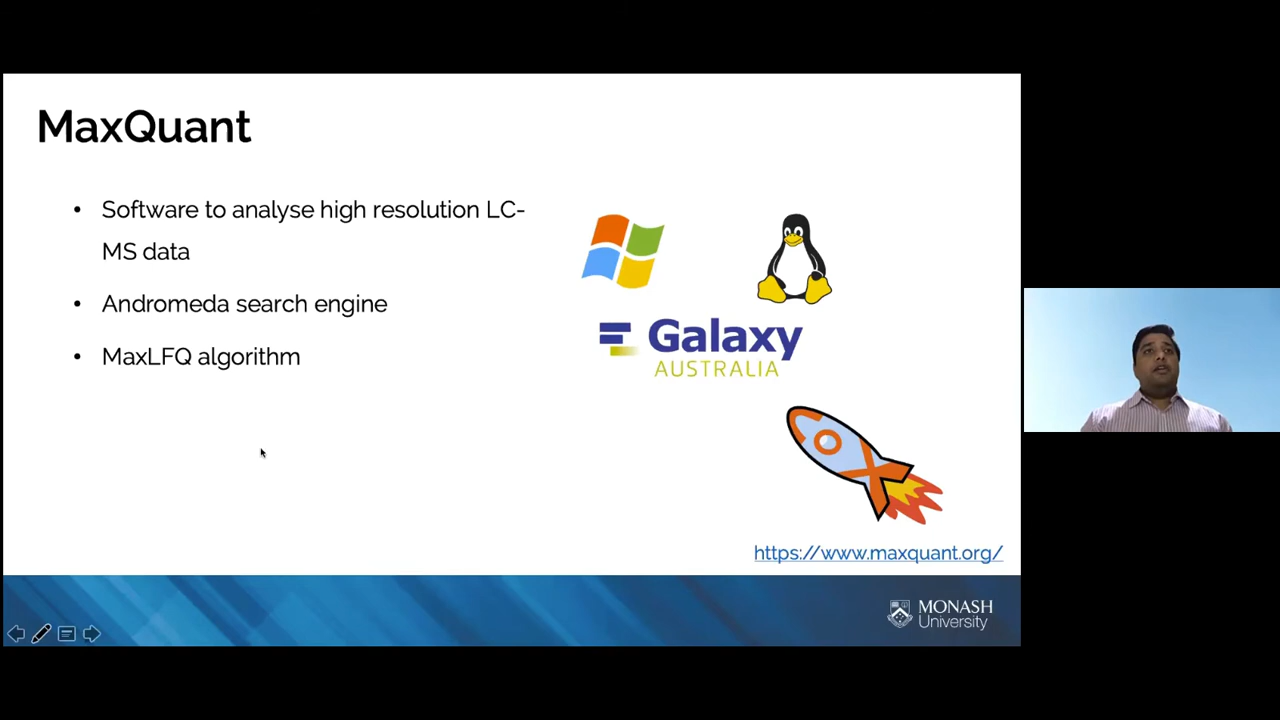 MaxQuant
• Software to analyse high resolution LC-
MS data
• Andromeda search engine
• MaxLFQ algorithm
Galaxy
AUSTRALIA
https://www.maxquant.org/
MONASH
University